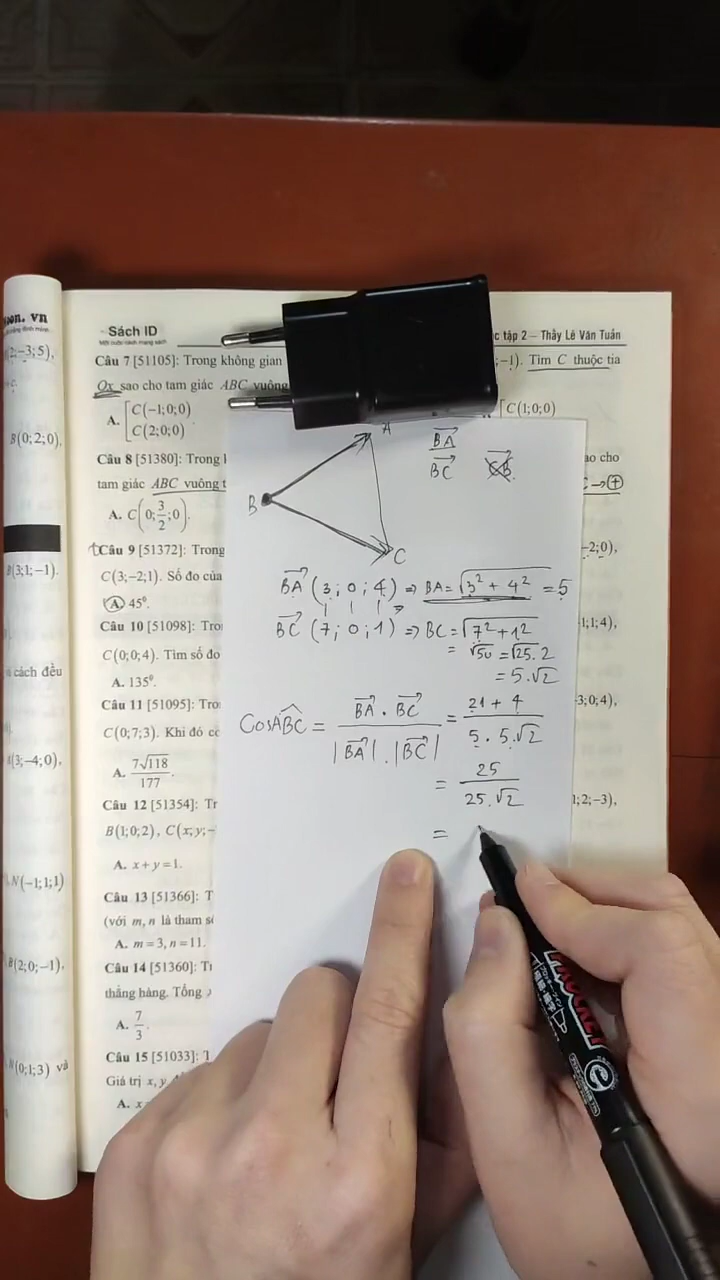 oon. vn
2;-3;5),
B(0;2;0).
B(3;1;-1).
cách đều
(3;-4;0),
N(-1;1;1)
B(2;0;-1),
N(0;1;3) và
Sách ID
c tập 2 – Thầy Lê Văn Tuấn
Câu 7 [51105]: Trong không gian
;-1). Tìm C thuộc tia
Ox sao cho tam giác ABC vuông
A. [C(-1;0;0) C(2;0;0)
[C(1;0;0)
Câu 8 [51380]: Trong
ao cho
tam giác ABC vuông
A. C(0;3/2;0).
Câu 9 [51372]: Trong
-2;0),
C(3;-2;1). Số đo của
A. 45⁰.
Câu 10 [51098]:
1;1;4),
C(0;0;4). Tìm số đo
A. 135⁰.
Câu 11 [51095]:
-3;0;4),
C(0;7;3). Khi đó
A. 7√118/177.
Câu 12 [51354]:
1;2;-3),
B(1;0;2), C(x;y;-
A. x+y=1.
Câu 13 [51366]: T
(với m,n là tham
A. m=3,n=11.
Câu 14 [51360]:
thẳng hàng. Tổng
A. 7/3.
Câu 15 [51033]:
Giá trị x, y
A. x
A
B
C
BA
BC
CB
BA (3;0;4) ⇒ BA = √3² + 4² = 5
BC (7;0;1) ⇒ BC = √7²+1²
= √50 = √25.2
= 5.√2
CosABC = BA . BC / |BA| . |BC| = 21 + 4 / 5 . 5.√2
= 25 / 25.√2
=
POCKET